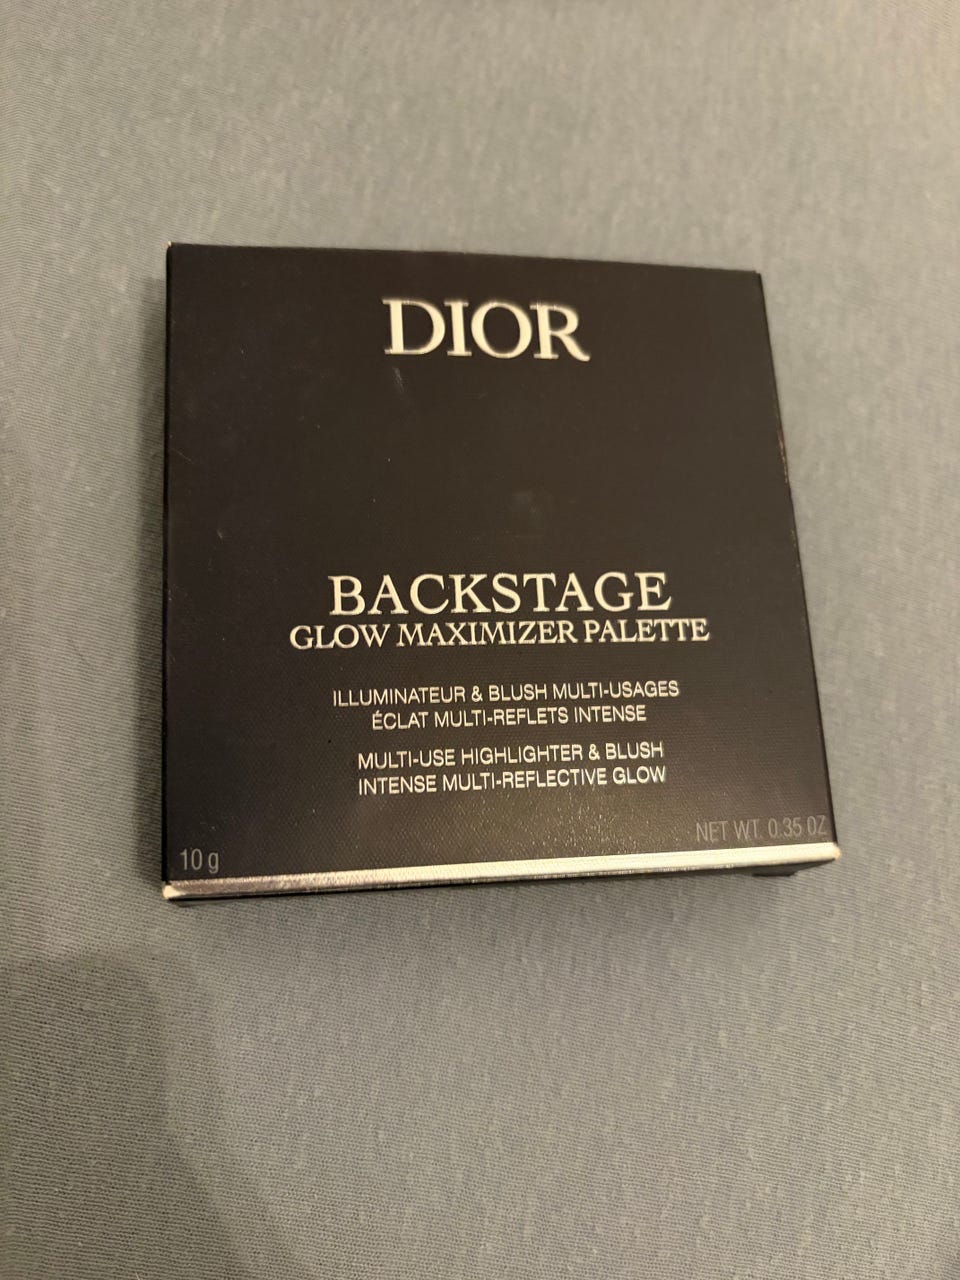 DIOR
BACKSTAGE
GLOW MAXIMIZER PALETTE
ILLUMINATEUR & BLUSH MULTI-USAGES
ÉCLAT MULTI-REFLETS INTENSE
MULTI-USE HIGHLIGHTER & BLUSH
INTENSE MULTI-REFLECTIVE GLOW
10 g
NET WT. 0.35 OZ